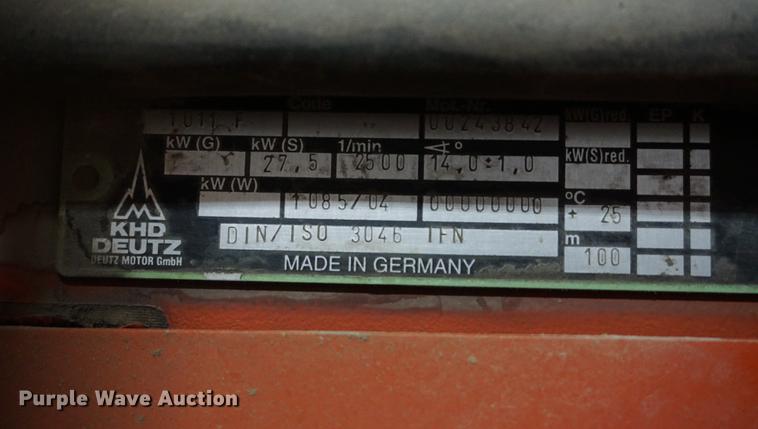 Code Mot.-Nr. kW(G)red. EP K
1011 F 00243842
kW (G) kW (S) 1/min ∢ °
27,5 2500 14,0±1,0 kW(S)red.
kW (W)
1085/04 00000000 °C
+ 25
KHD DIN/ISO 3046 IFN m
DEUTZ 100
DEUTZ MOTOR GmbH MADE IN GERMANY
Purple Wave Auction